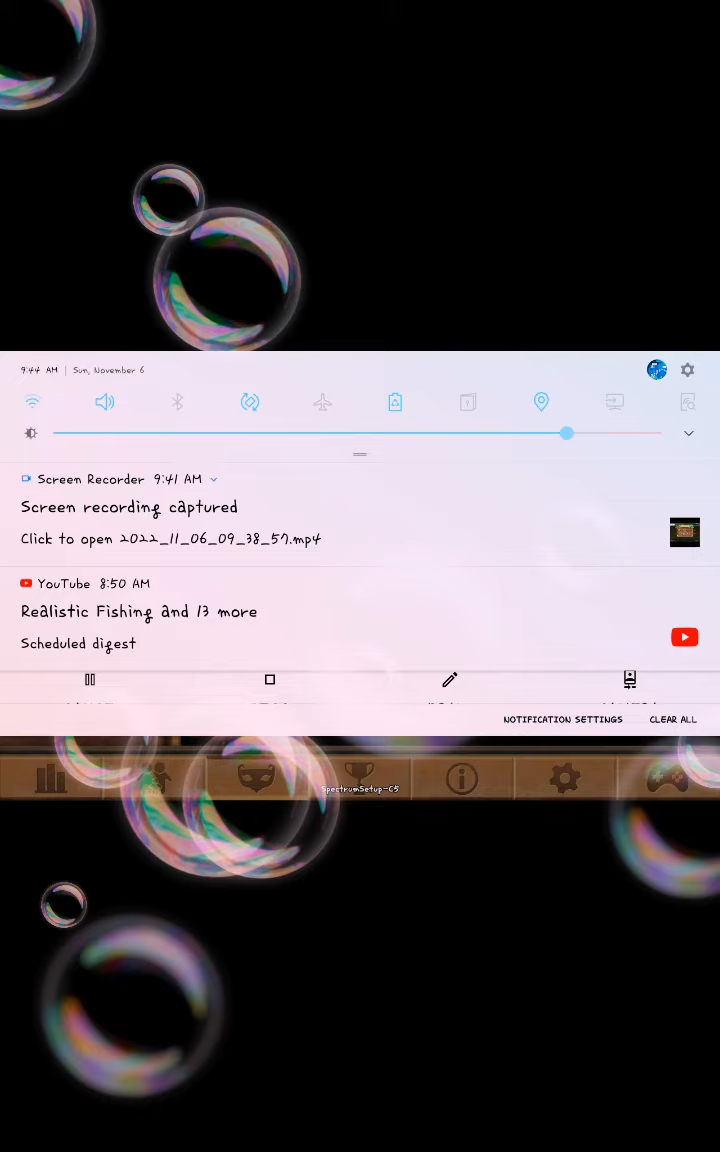 9:44 AM | Sun, November 6
Screen Recorder 9:41 AM
Screen recording captured
Click to open 2022_11_06_09_38_57.mp4
YouTube 8:50 AM
Realistic Fishing and 13 more
Scheduled digest
NOTIFICATION SETTINGS CLEAR ALL
SpectrumSetup-C5